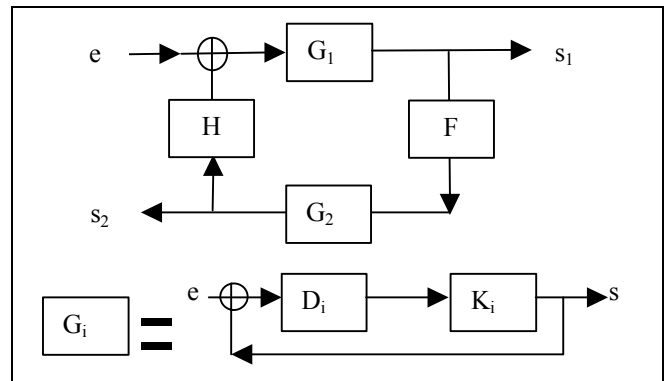 e G₁ s₁
H F
s₂ G₂
Gᵢ = e Dᵢ Kᵢ s